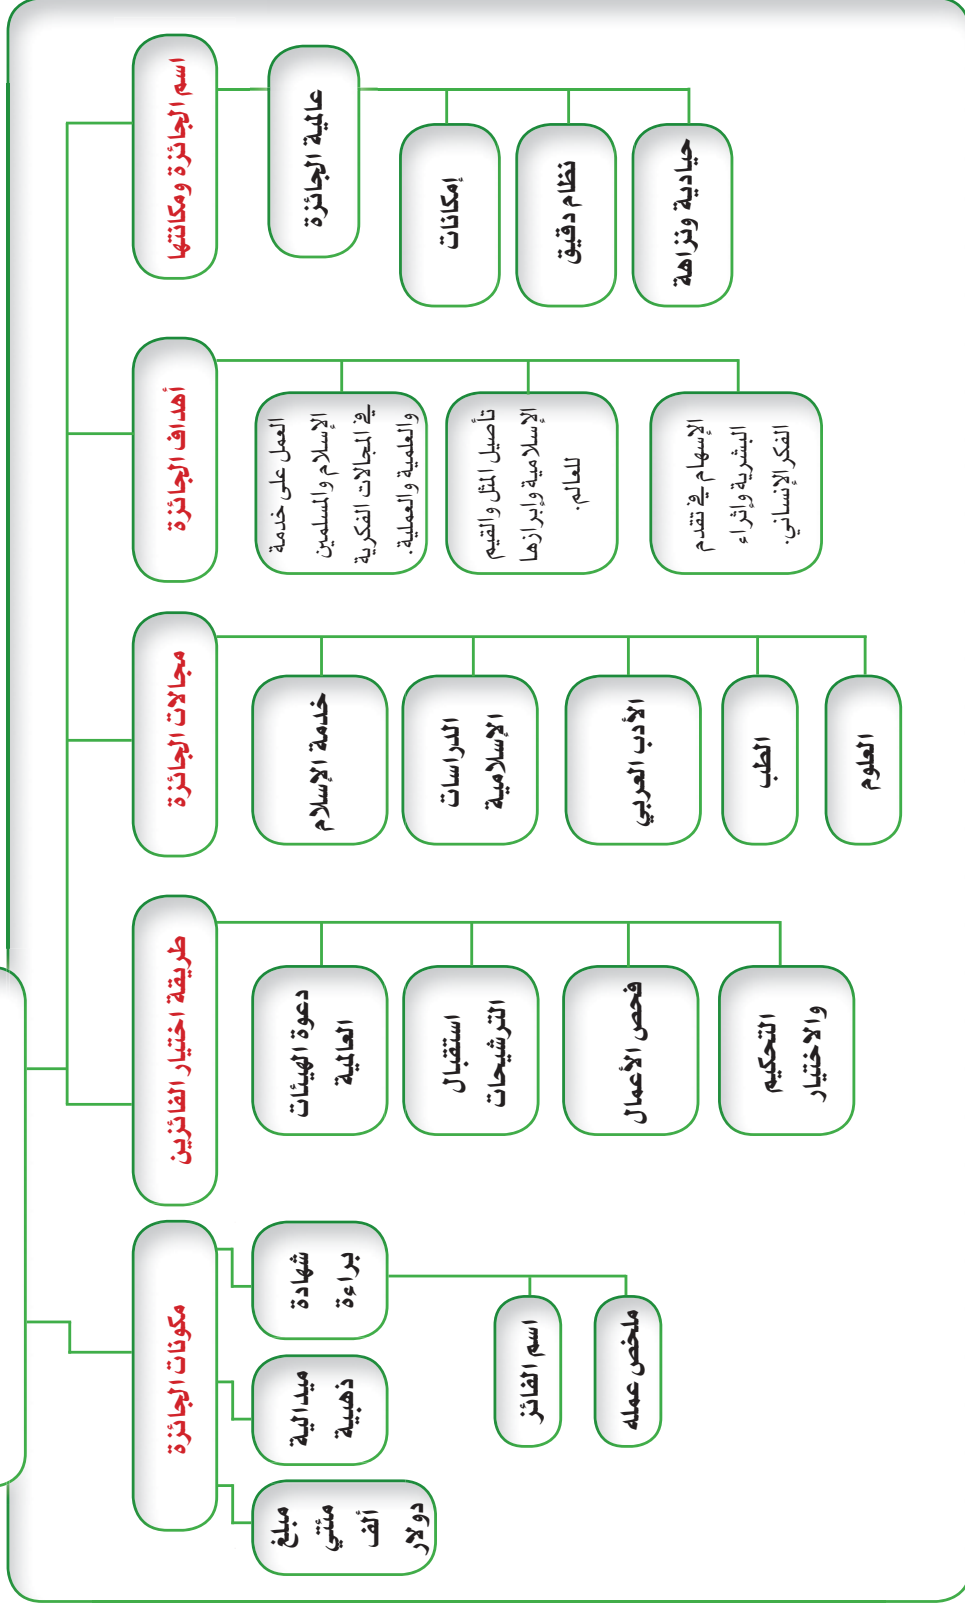 اسم الجائزة ومكانتها
عالمية الجائزة
إمكانات
نظام دقيق
حيادية ونزاهة
أهداف الجائزة
العمل على خدمة
الإسلام والمسلمين
في المجالات الفكرية
والعلمية والعملية.
تأصيل المثل والقيم
الإسلامية وإبرازها
للعالم.
الإسهام في تقدم
البشرية وإثراء
الفكر الإنساني.
مجالات الجائزة
خدمة الإسلام
الدراسات
الإسلامية
الأدب العربي
الطب
العلوم
طريقة اختيار الفائزين
دعوة الهيئات
العالمية
استقبال
الترشيحات
فحص الأعمال
التحكيم
والاختيار
مكونات الجائزة
شهادة
براءة
اسم الفائز
ملخص عمله
ميدالية
ذهبية
مبلغ
مئتي
ألف
دولار